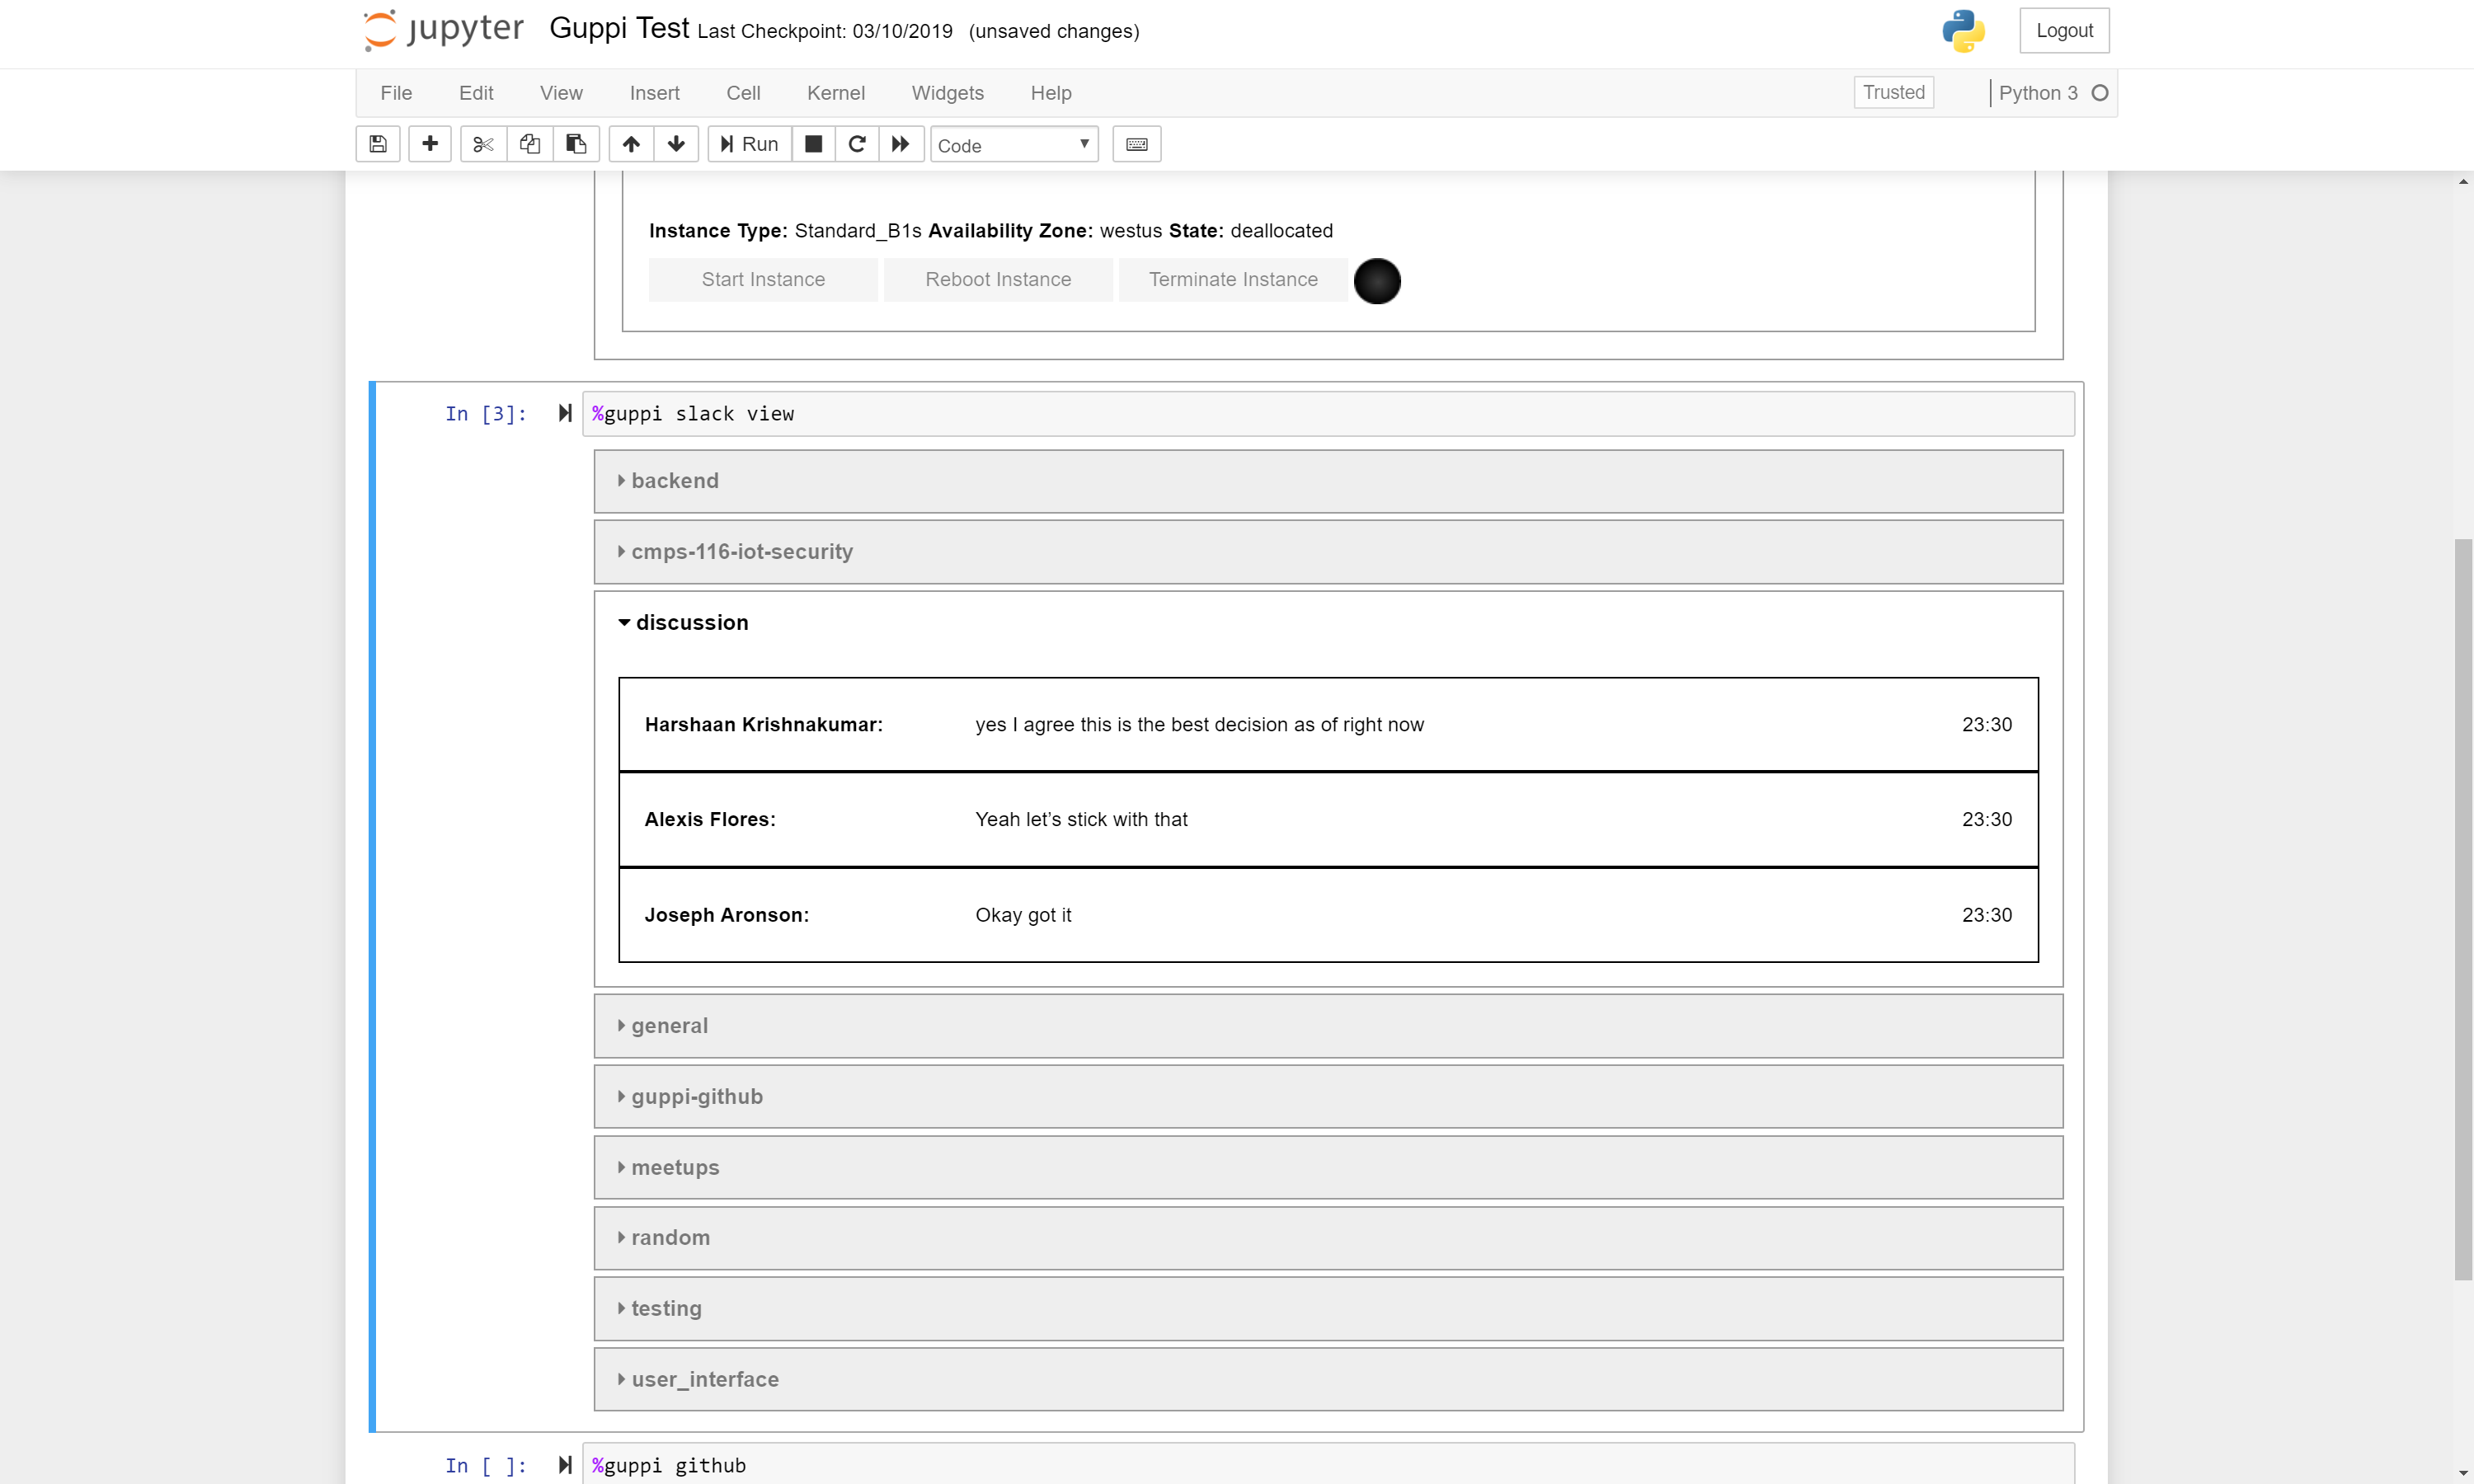 jupyter Guppi Test Last Checkpoint: 03/10/2019 (unsaved changes) Logout
File Edit View Insert Cell Kernel Widgets Help Trusted Python 3
Run Code
Instance Type: Standard_B1s Availability Zone: westus State: deallocated
Start Instance Reboot Instance Terminate Instance
In [3]: %guppi slack view
backend
cmps-116-iot-security
discussion
Harshaan Krishnakumar: yes I agree this is the best decision as of right now 23:30
Alexis Flores: Yeah let’s stick with that 23:30
Joseph Aronson: Okay got it 23:30
general
guppi-github
meetups
random
testing
user_interface
In [ ]: %guppi github